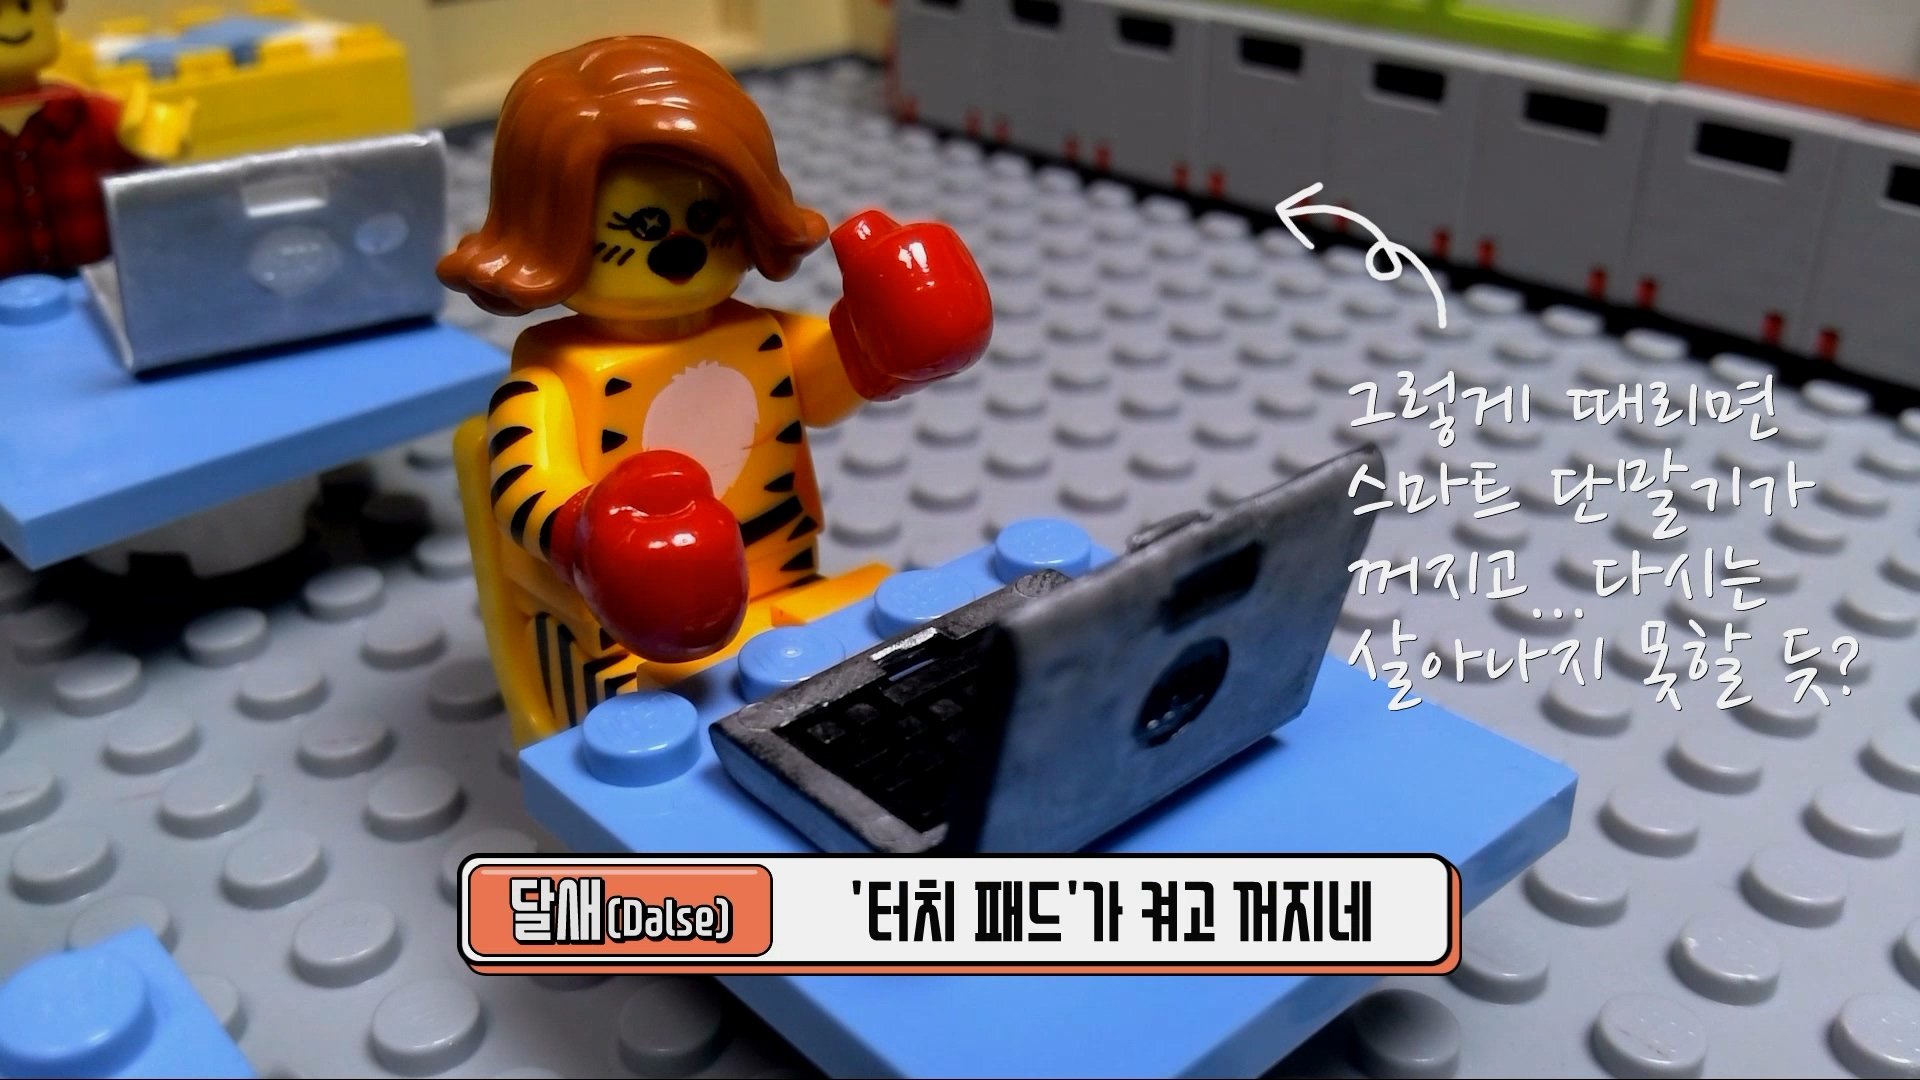 그렇게 때리면
스마트 단말기가
꺼지고...다시는
살아나지 못할 듯?
달새(Dalse)
'터치 패드'가 켜고 꺼지네